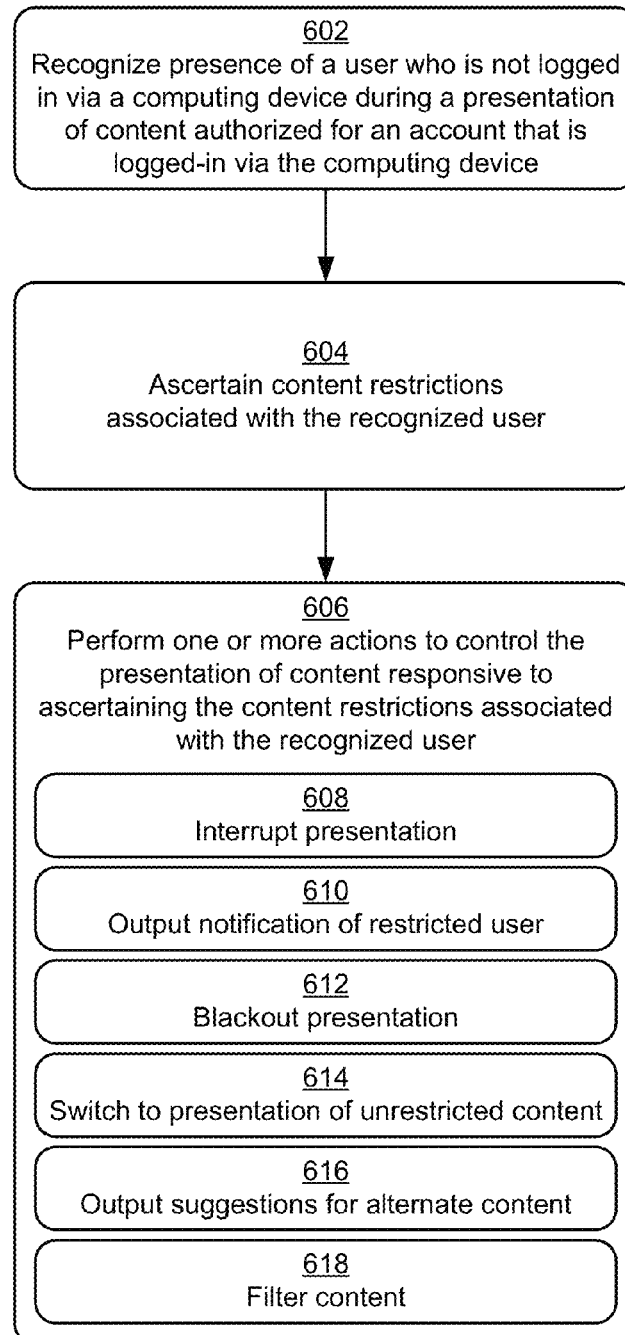 602
Recognize presence of a user who is not logged
in via a computing device during a presentation
of content authorized for an account that is
logged-in via the computing device
604
Ascertain content restrictions
associated with the recognized user
606
Perform one or more actions to control the
presentation of content responsive to
ascertaining the content restrictions associated
with the recognized user
608
Interrupt presentation
610
Output notification of restricted user
612
Blackout presentation
614
Switch to presentation of unrestricted content
616
Output suggestions for alternate content
618
Filter content